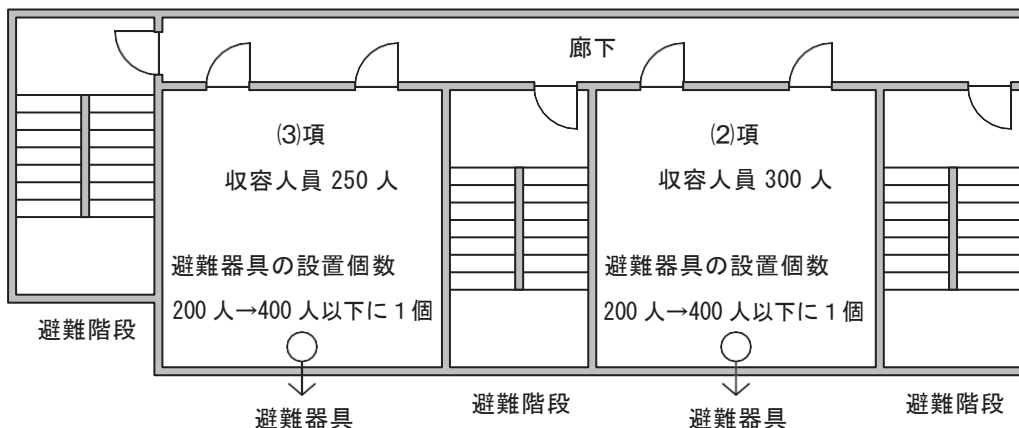 廊下
⑶項
収容人員 250 人
避難器具の設置個数
200 人→400 人以下に 1 個
⑵項
収容人員 300 人
避難器具の設置個数
200 人→400 人以下に 1 個
避難階段
避難器具
避難階段
避難器具
避難階段